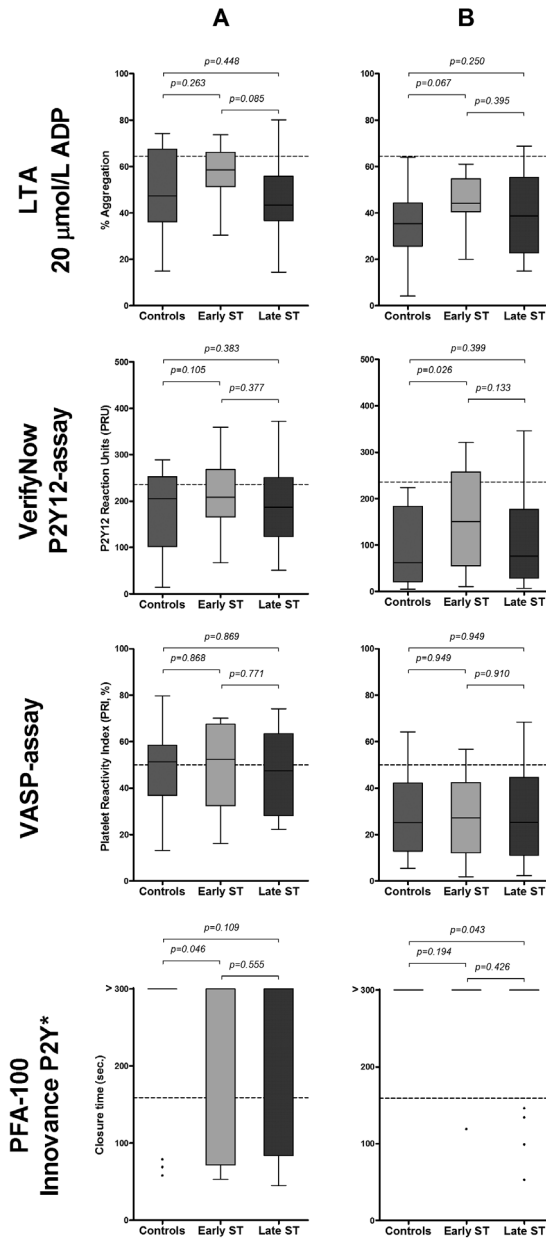 A
B
LTA
20 μmol/L ADP
p=0.448
p=0.263
p=0.085
% Aggregation
100
80
60
40
20
0
Controls Early ST Late ST
p=0.250
p=0.067
p=0.395
100
80
60
40
20
0
Controls Early ST Late ST
VerifyNow
P2Y12-assay
p=0.383
p=0.105
p=0.377
P2Y12 Reaction Units (PRU)
500
400
300
200
100
0
Controls Early ST Late ST
p=0.399
p=0.026
p=0.133
500
400
300
200
100
0
Controls Early ST Late ST
VASP-assay
p=0.869
p=0.868
p=0.771
Platelet Reactivity Index (PRI, %)
100
80
60
40
20
0
Controls Early ST Late ST
p=0.949
p=0.949
p=0.910
100
80
60
40
20
0
Controls Early ST Late ST
PFA-100
Innovance P2Y*
p=0.109
p=0.046
p=0.555
Closure time (sec.)
> 300
200
100
0
Controls Early ST Late ST
p=0.043
p=0.194
p=0.426
> 300
200
100
0
Controls Early ST Late ST